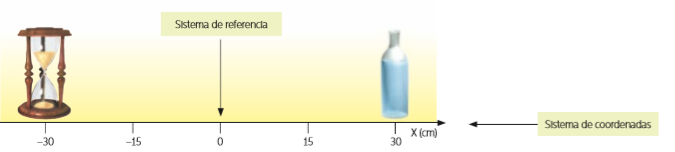 Sistema de referencia
Sistema de coordenadas
X (cm)
–30
–15
0
15
30